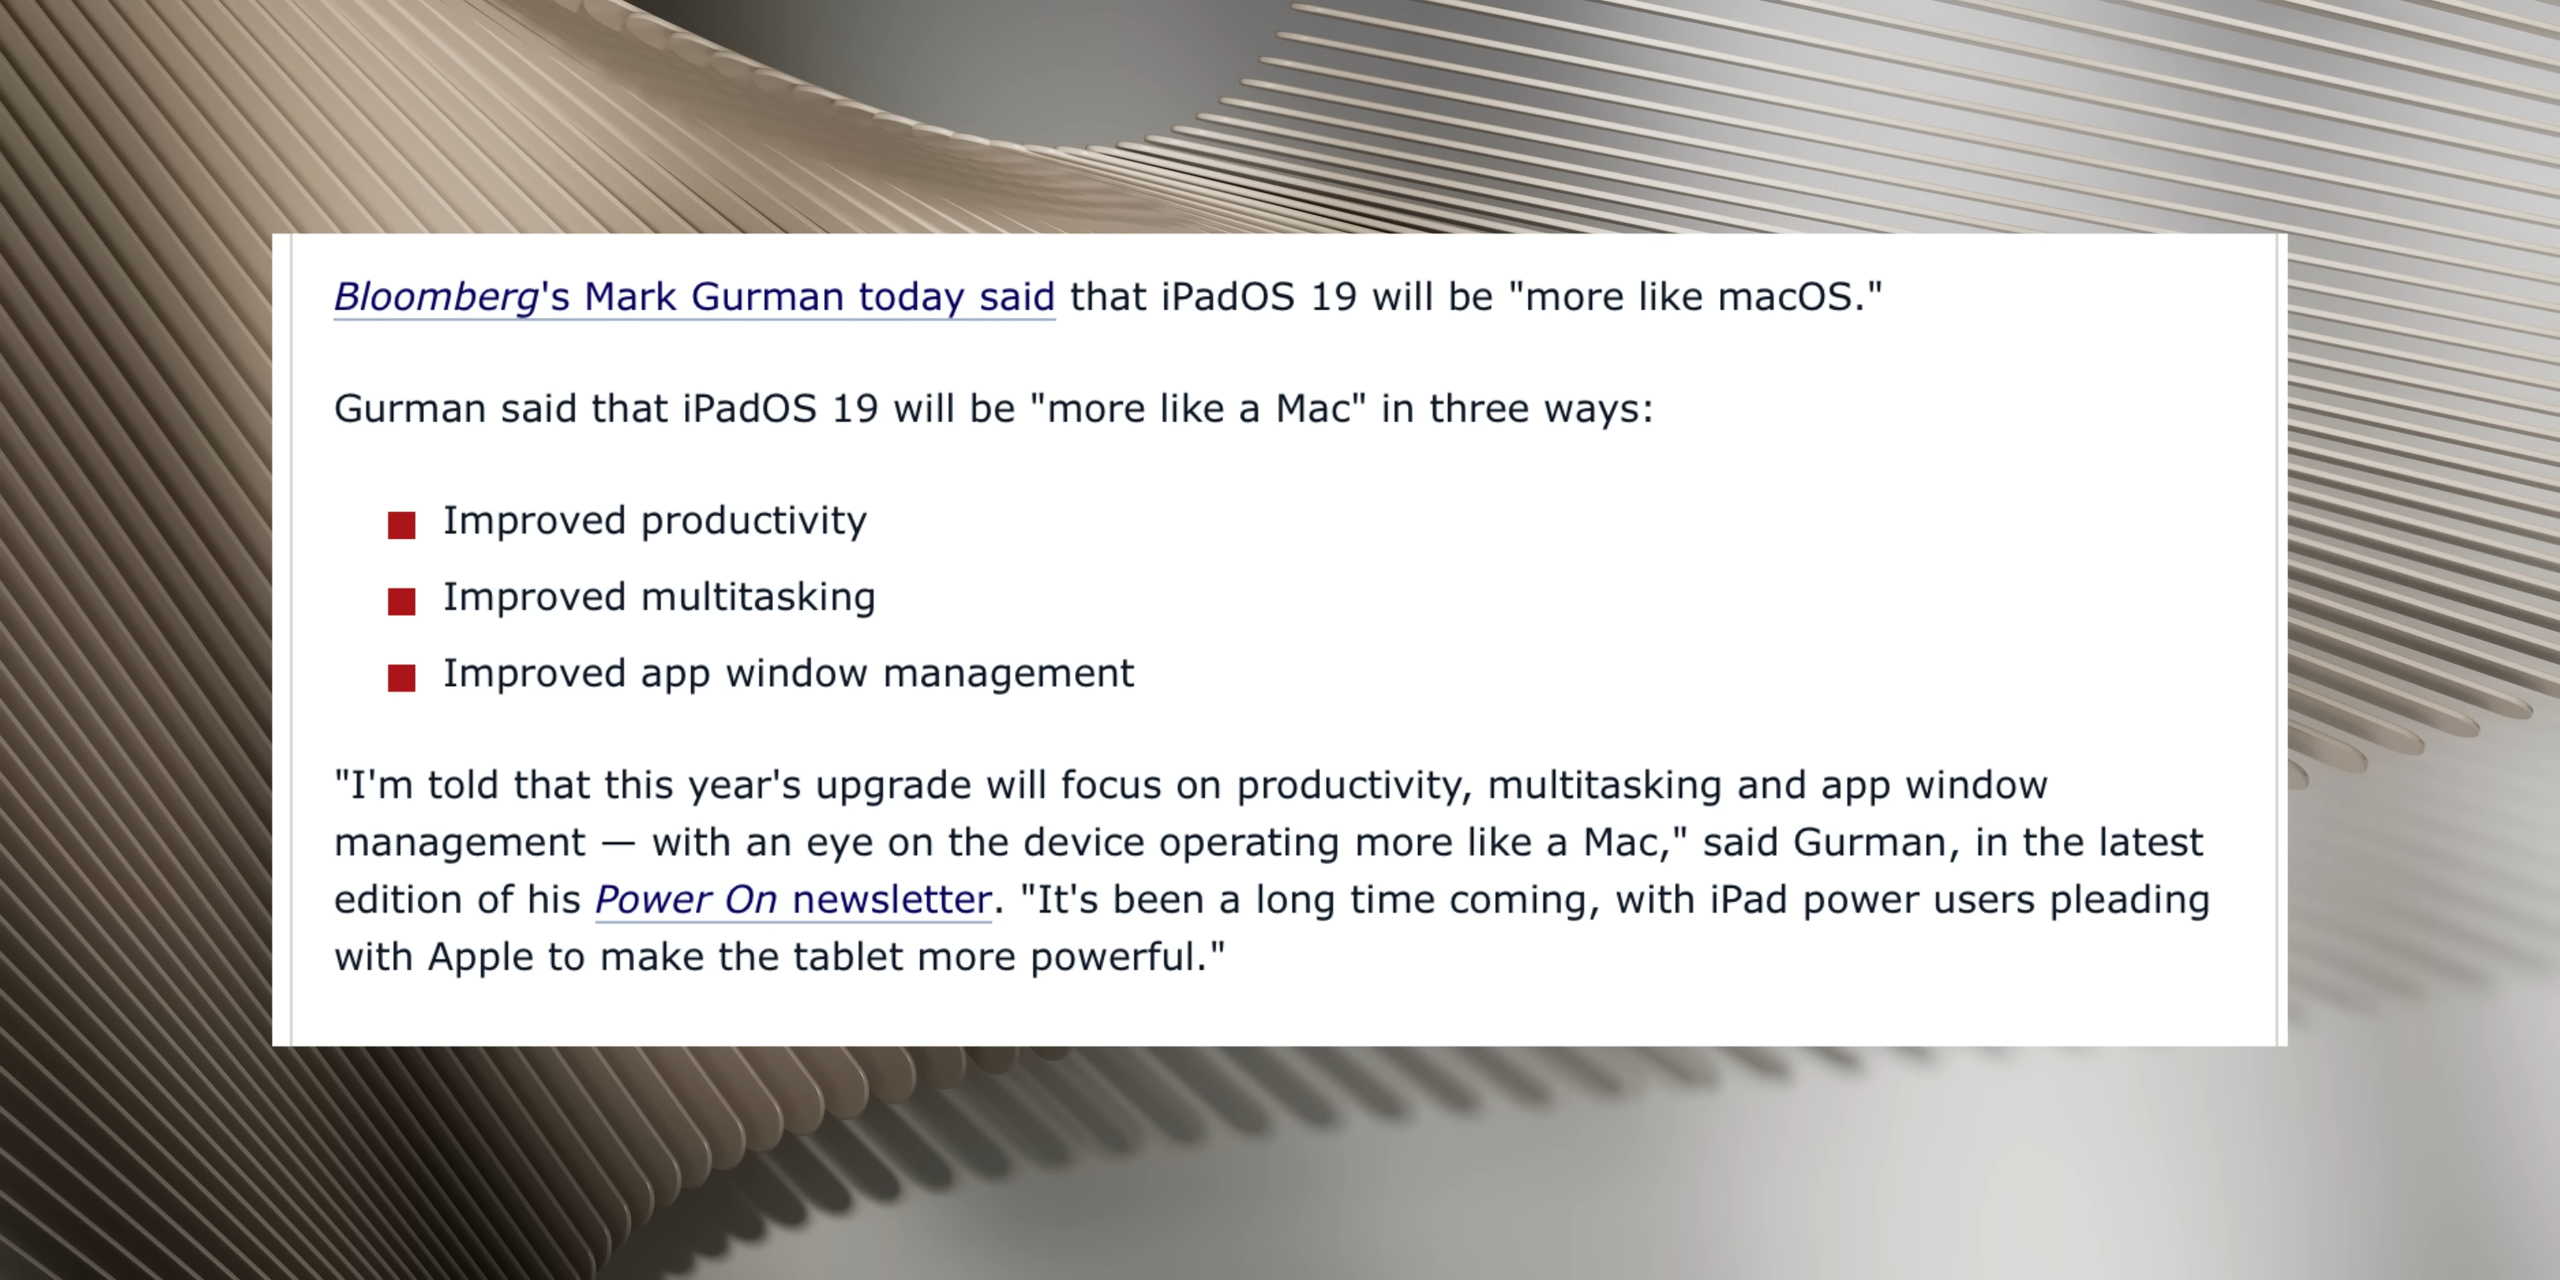 Bloomberg's Mark Gurman today said that iPadOS 19 will be "more like macOS."
Gurman said that iPadOS 19 will be "more like a Mac" in three ways:
Improved productivity
Improved multitasking
Improved app window management
"I'm told that this year's upgrade will focus on productivity, multitasking and app window
management — with an eye on the device operating more like a Mac," said Gurman, in the latest
edition of his Power On newsletter. "It's been a long time coming, with iPad power users pleading
with Apple to make the tablet more powerful."